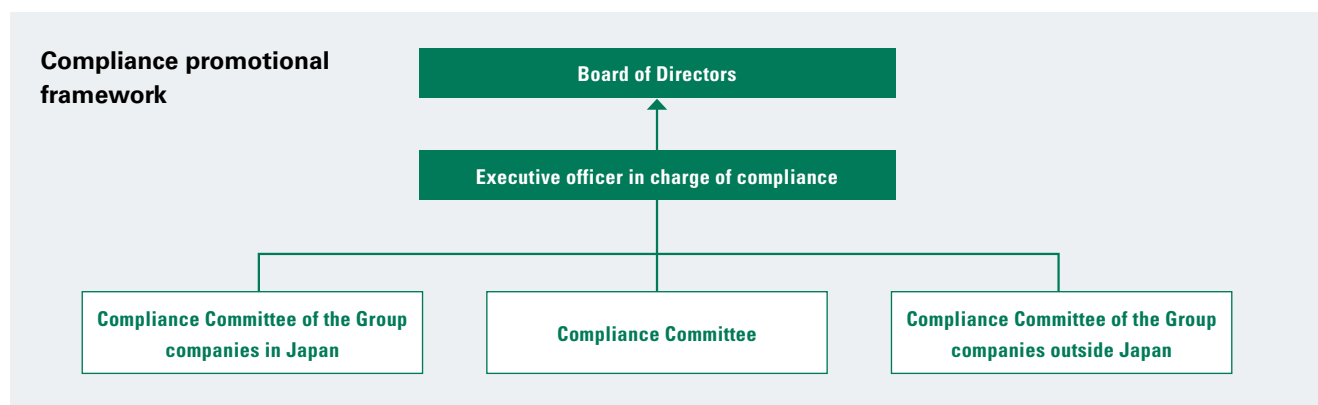 Compliance promotional
framework
Board of Directors
Executive officer in charge of compliance
Compliance Committee of the Group
companies in Japan
Compliance Committee
Compliance Committee of the Group
companies outside Japan